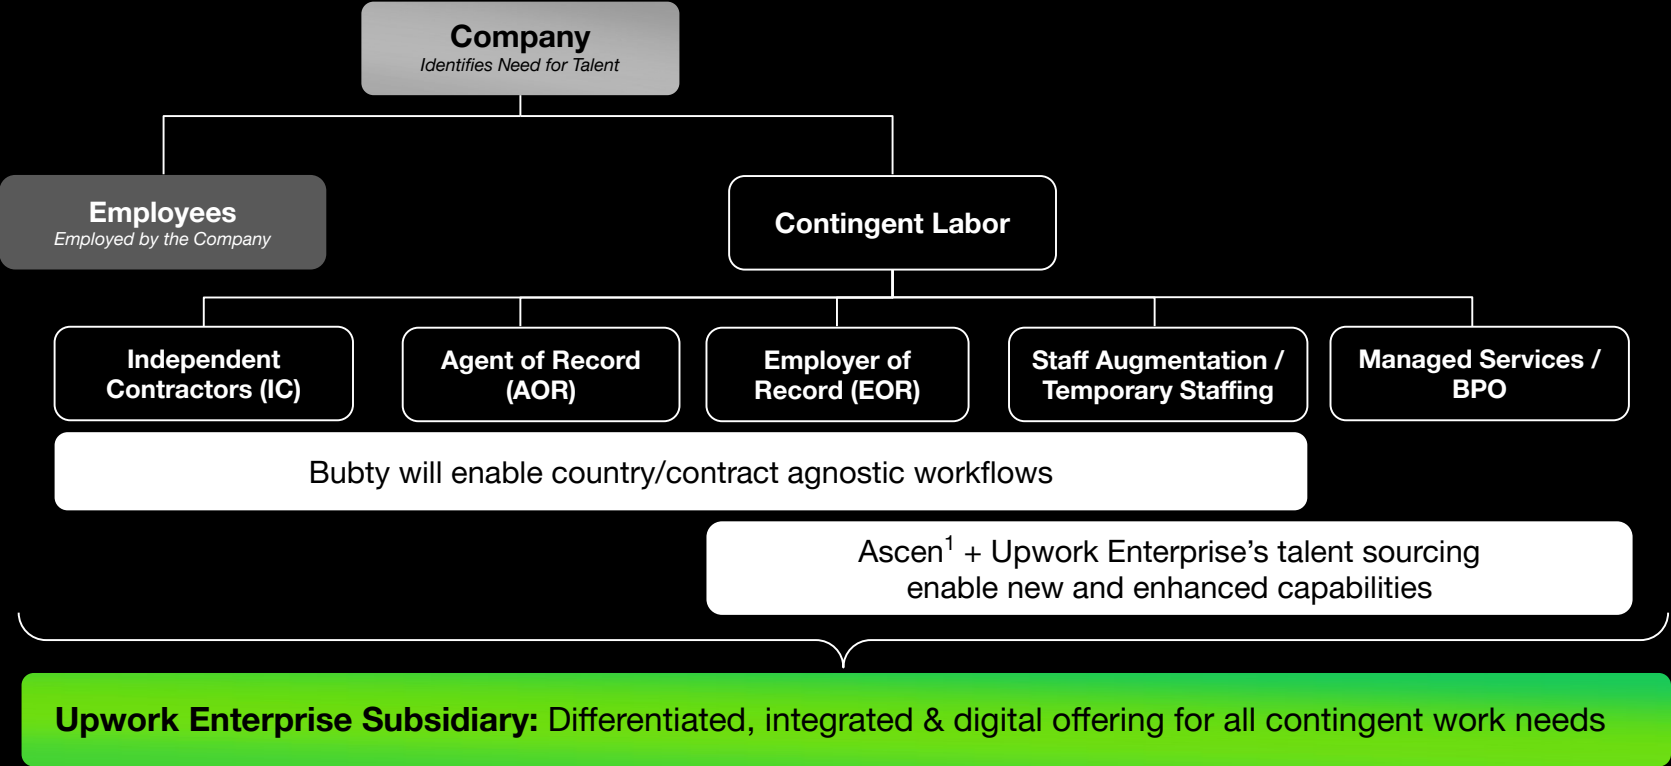 Company
Identifies Need for Talent
Employees
Employed by the Company
Contingent Labor
Independent
Contractors (IC)
Agent of Record
(AOR)
Employer of
Record (EOR)
Staff Augmentation /
Temporary Staffing
Managed Services /
BPO
Bubty will enable country/contract agnostic workflows
Ascen¹ + Upwork Enterprise’s talent sourcing
enable new and enhanced capabilities
Upwork Enterprise Subsidiary: Differentiated, integrated & digital offering for all contingent work needs